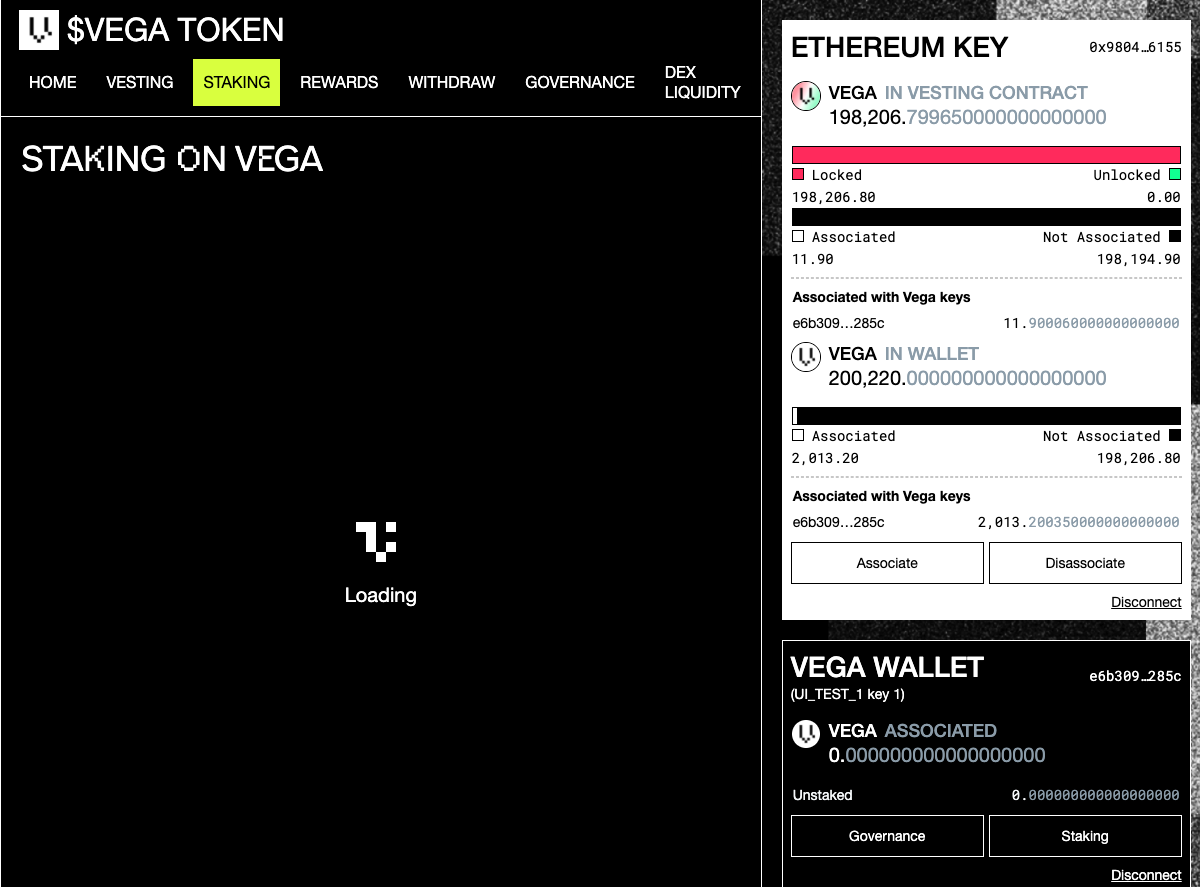 $VEGA TOKEN
HOME VESTING STAKING REWARDS WITHDRAW GOVERNANCE DEX LIQUIDITY
STAKING ON VEGA
Loading
ETHEREUM KEY 0x9804…6155
VEGA IN VESTING CONTRACT
198,206.799650000000000000
Locked Unlocked
198,206.80 0.00
Associated Not Associated
11.90 198,194.90
Associated with Vega keys
e6b309…285c 11.900060000000000000
VEGA IN WALLET
200,220.000000000000000000
Associated Not Associated
2,013.20 198,206.80
Associated with Vega keys
e6b309…285c 2,013.200350000000000000
Associate Disassociate
Disconnect
VEGA WALLET e6b309…285c
(UI_TEST_1 key 1)
VEGA ASSOCIATED
0.000000000000000000
Unstaked 0.000000000000000000
Governance Staking
Disconnect